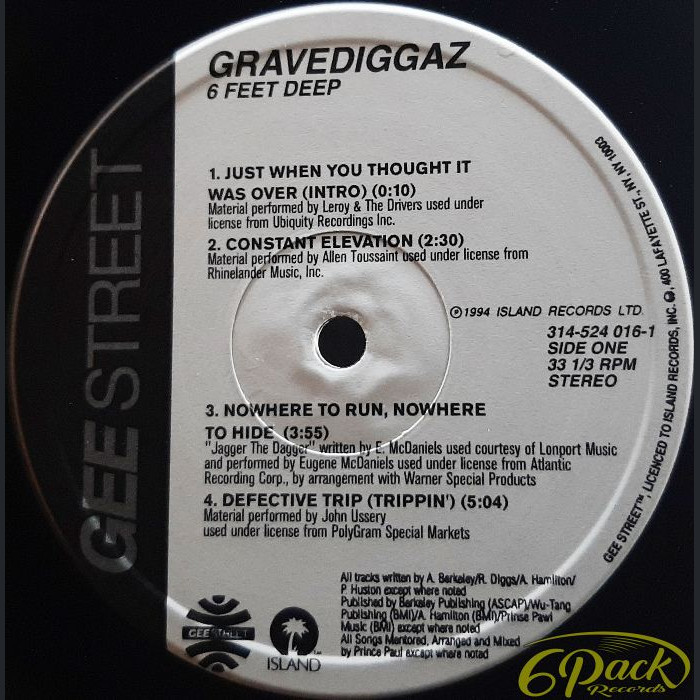 GRAVEDIGGAZ
6 FEET DEEP
1. JUST WHEN YOU THOUGHT IT
WAS OVER (INTRO) (0:10)
Material performed by Leroy & The Drivers used under
license from Ubiquity Recordings Inc.
2. CONSTANT ELEVATION (2:30)
Material performed by Allen Toussaint used under license from
Rhinelander Music, Inc.
℗1994 ISLAND RECORDS LTD.
314-524 016-1
SIDE ONE
33 1/3 RPM
STEREO
3. NOWHERE TO RUN, NOWHERE
TO HIDE (3:55)
"Jagger The Dagger" written by E. McDaniels used courtesy of Lonport Music
and performed by Eugene McDaniels used under license from Atlantic
Recording Corp., by arrangement with Warner Special Products
4. DEFECTIVE TRIP (TRIPPIN') (5:04)
Material performed by John Ussery
used under license from PolyGram Special Markets
All tracks written by A. Berkeley/R. Diggs/A. Hamilton/
P. Huston except where noted
Published by Berkeley Publishing (ASCAP)/Wu-Tang
Publishing (BMI)/A. Hamilton (BMI)/Prinse Pawl
Music (BMI) except where noted
All Songs Mentored, Arranged and Mixed
by Prince Paul except where noted
GEE STREET
GEE STREET
ISLAND
GEE STREET™, LICENCED TO ISLAND RECORDS, INC. 400 LAFAYETTE ST., NY, NY 10003
6Pack
Records